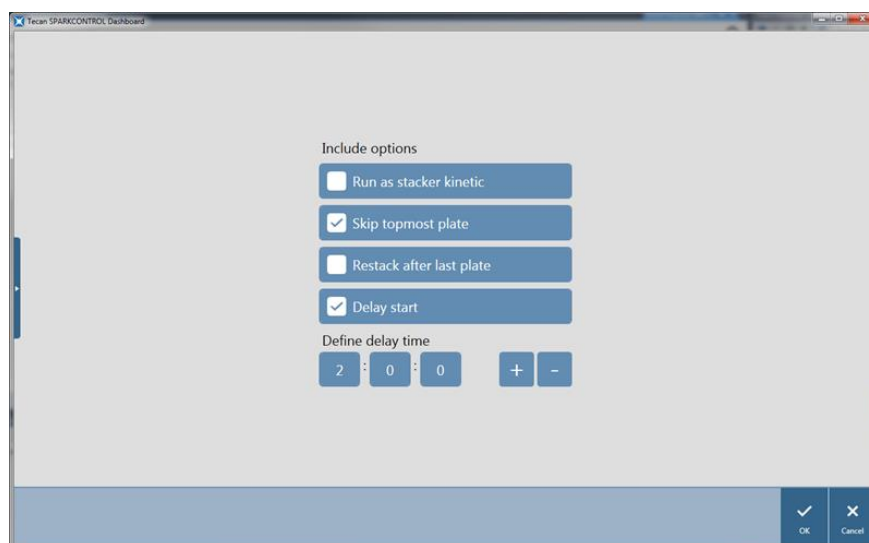 Tecan SPARKCONTROL Dashboard
Include options
Run as stacker kinetic
Skip topmost plate
Restack after last plate
Delay start
Define delay time
2 : 0 : 0 + -
OK Cancel